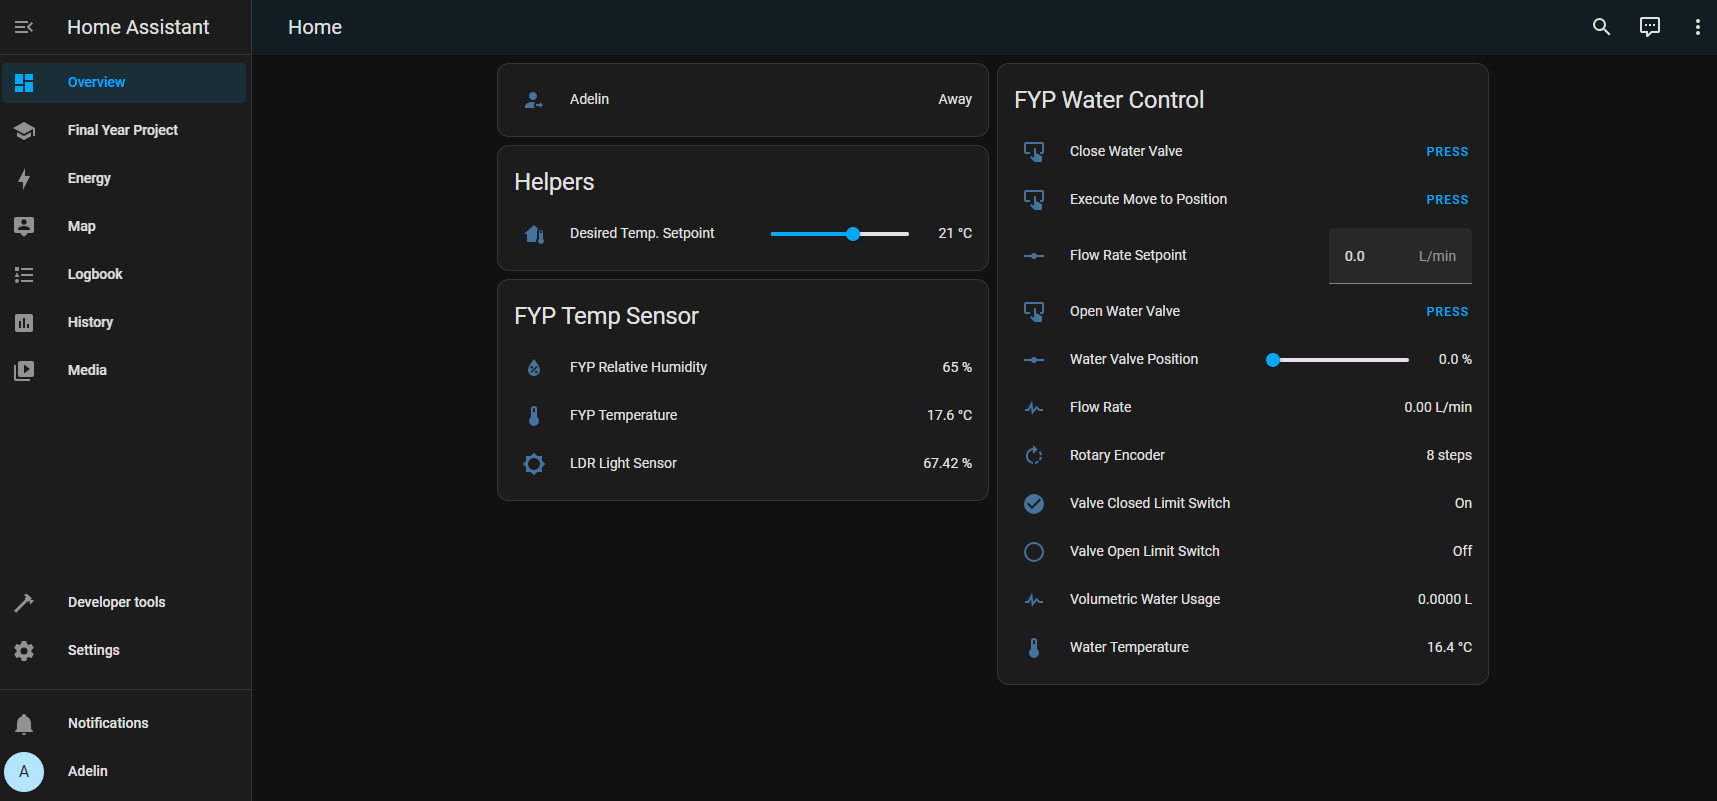 Home Assistant
Overview
Final Year Project
Energy
Map
Logbook
History
Media
Developer tools
Settings
Notifications
A
Adelin
Home
Adelin Away
Helpers
Desired Temp. Setpoint 21 °C
FYP Temp Sensor
FYP Relative Humidity 65 %
FYP Temperature 17.6 °C
LDR Light Sensor 67.42 %
FYP Water Control
Close Water Valve PRESS
Execute Move to Position PRESS
Flow Rate Setpoint 0.0 L/min
Open Water Valve PRESS
Water Valve Position 0.0 %
Flow Rate 0.00 L/min
Rotary Encoder 8 steps
Valve Closed Limit Switch On
Valve Open Limit Switch Off
Volumetric Water Usage 0.0000 L
Water Temperature 16.4 °C